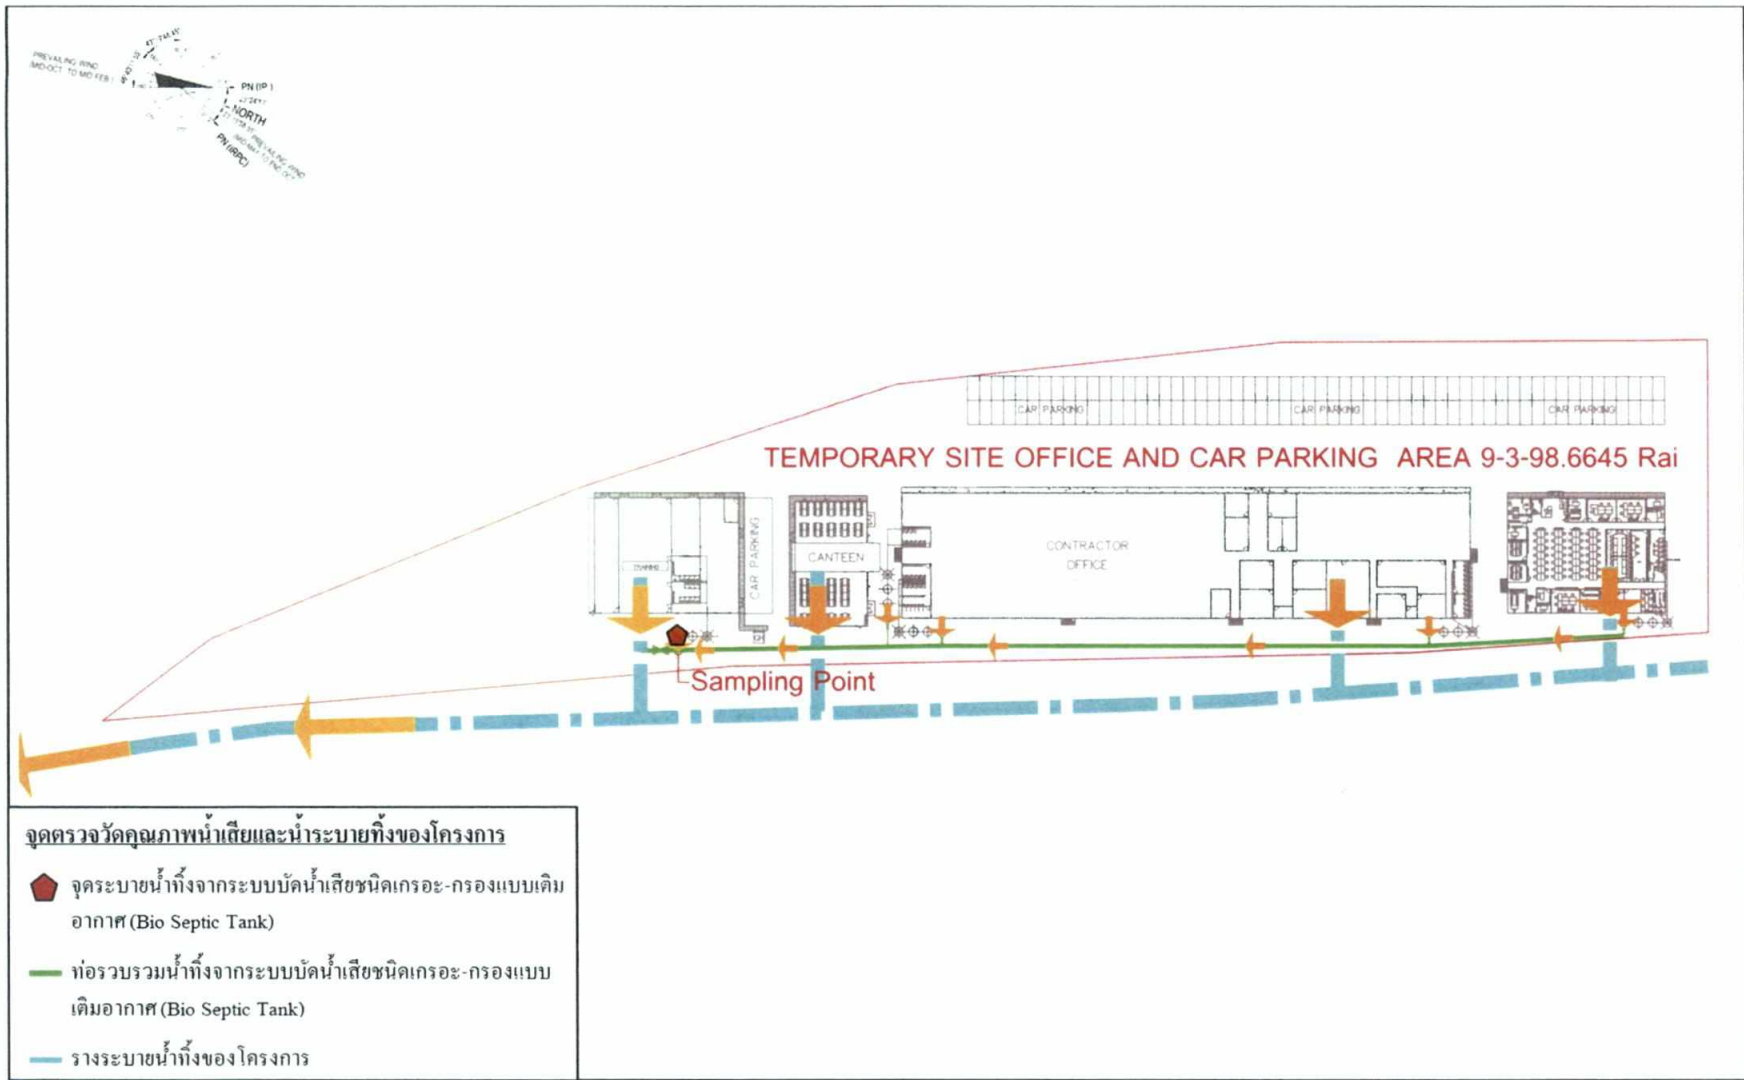 PREVAILING WIND
PN (IP)
NORTH
PN (IRPC)
PREVAILING WIND
CAR PARKING
CAR PARKING
CAR PARKING
TEMPORARY SITE OFFICE AND CAR PARKING AREA 9-3-98.6645 Rai
CAR PARKING
CANTEEN
CONTRACTOR
OFFICE
Sampling Point
จุดตรวจวัดคุณภาพน้ำเสียและน้ำระบายทิ้งของโครงการ
จุดระบายน้ำทิ้งจากระบบบัดน้ำเสียชนิดเกรอะ-กรองแบบเติม
อากาศ (Bio Septic Tank)
ท่อรวบรวมน้ำทิ้งจากระบบบัดน้ำเสียชนิดเกรอะ-กรองแบบ
เติมอากาศ (Bio Septic Tank)
รางระบายน้ำทิ้งของโครงการ